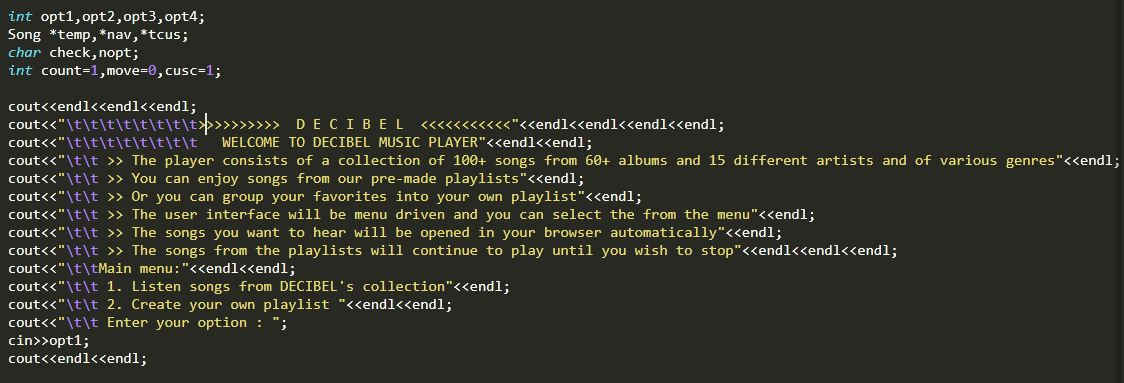 int opt1,opt2,opt3,opt4;
Song *temp,*nav,*tcus;
char check,nopt;
int count=1,move=0,cusc=1;
cout<<endl<<endl<<endl;
cout<<"\t\t\t\t\t\t\t\t>>>>>>>>>>  D E C I B E L  <<<<<<<<<<<"<<endl<<endl<<endl<<endl;
cout<<"\t\t\t\t\t\t\t\t   WELCOME TO DECIBEL MUSIC PLAYER"<<endl<<endl;
cout<<"\t\t >> The player consists of a collection of 100+ songs from 60+ albums and 15 different artists and of various genres"<<endl;
cout<<"\t\t >> You can enjoy songs from our pre-made playlists"<<endl;
cout<<"\t\t >> Or you can group your favorites into your own playlist"<<endl;
cout<<"\t\t >> The user interface will be menu driven and you can select the from the menu"<<endl;
cout<<"\t\t >> The songs you want to hear will be opened in your browser automatically"<<endl;
cout<<"\t\t >> The songs from the playlists will continue to play until you wish to stop"<<endl<<endl<<endl;
cout<<"\t\tMain menu:"<<endl<<endl;
cout<<"\t\t 1. Listen songs from DECIBEL's collection"<<endl;
cout<<"\t\t 2. Create your own playlist "<<endl<<endl;
cout<<"\t\t Enter your option : ";
cin>>opt1;
cout<<endl<<endl;